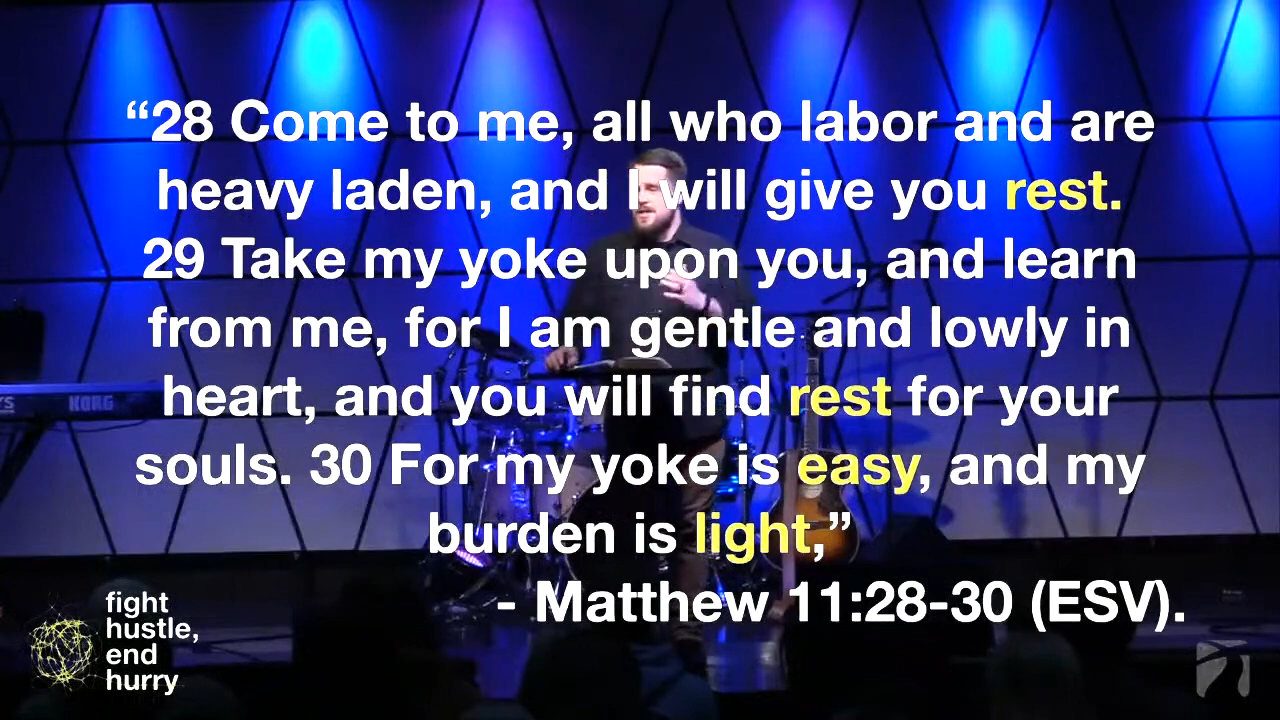 “28 Come to me, all who labor and are
heavy laden, and I will give you rest.
29 Take my yoke upon you, and learn
from me, for I am gentle and lowly in
heart, and you will find rest for your
souls. 30 For my yoke is easy, and my
burden is light,”
- Matthew 11:28-30 (ESV).
KORG
fight
hustle,
end
hurry